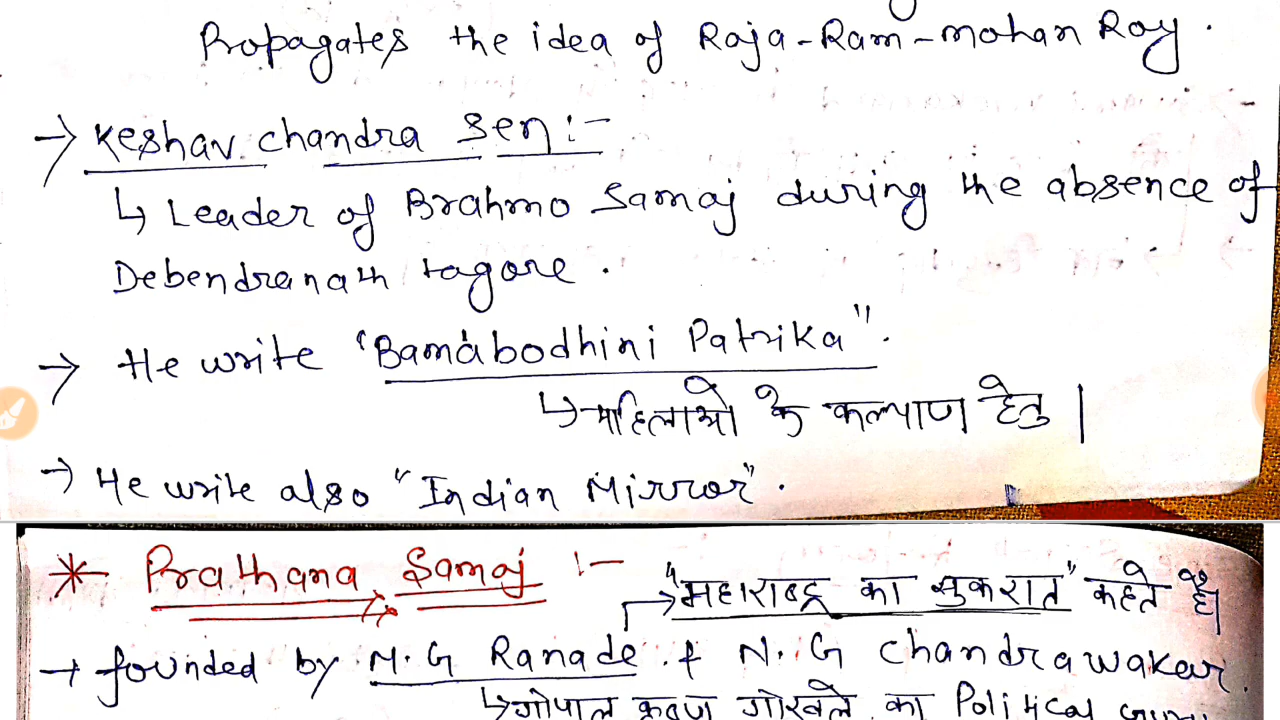 Propagates the idea of Raja-Ram-mohan Roy.
→ Keshav chandra Sen :-
↳ Leader of Brahmo Samaj during the absence of
Debendranath tagore.
→ He write "Bamabodhini Patrika".
↳ महिलाओ के कल्याण हेतु।
→ He write also "Indian Mirror".
* Prathana Samaj :-
→ "महाराष्ट्र का सुकरात" कहते है।
→ founded by M.G Ranade & N.G Chandrawaker.
↳ गोपाल कृष्ण गोखले का Political